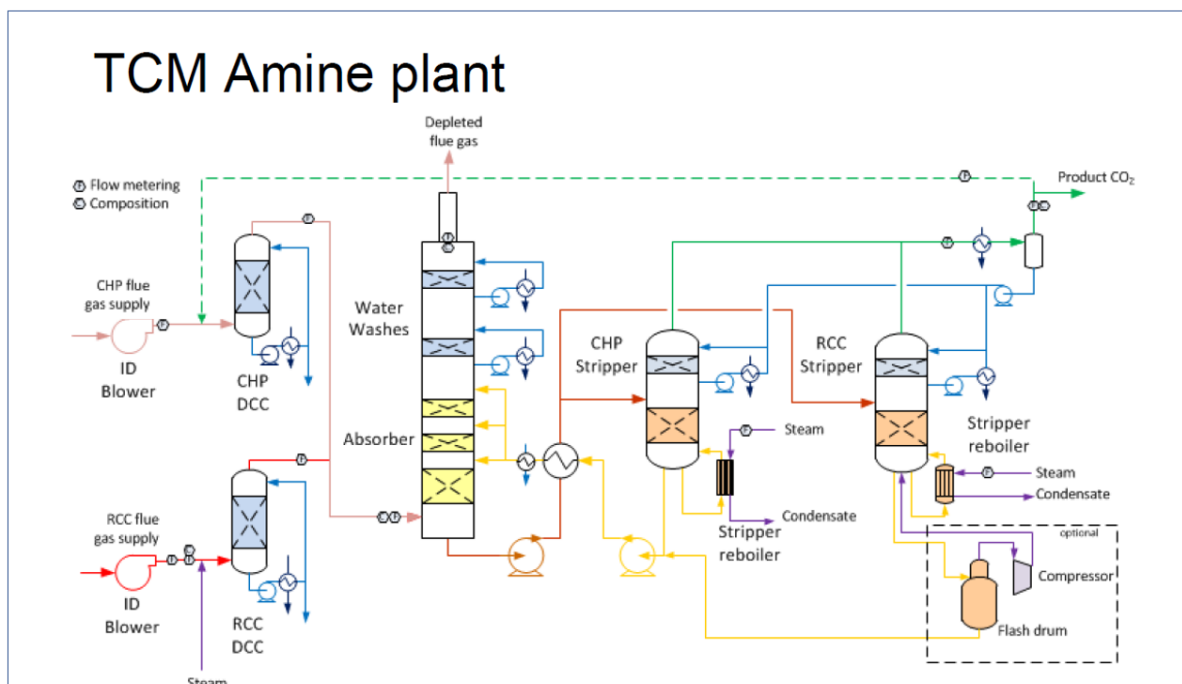 TCM Amine plant
Depleted
flue gas
F Flow metering
C Composition
F
F
F
Product CO₂
F C
F
C
CHP flue
gas supply
F
ID
Blower
CHP
DCC
Water
Washes
CHP
Stripper
RCC
Stripper
Absorber
Steam
F
Stripper
reboiler
F
Steam
Condensate
F
C F
Condensate
Stripper
reboiler
RCC flue
gas supply
C
F F
ID
Blower
RCC
DCC
optional
Compressor
Flash drum
Steam